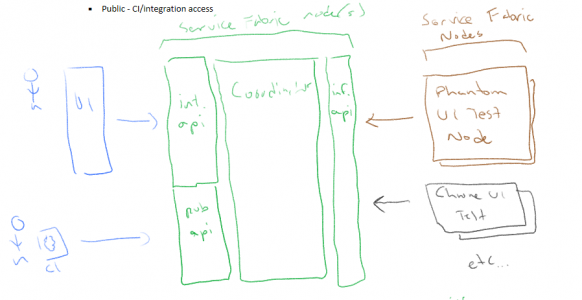 • Public - CI/integration access
Service Fabric node(s)
Service Fabric
Nodes
UI
int.
api
Coordinator
int.
api
Phantom
UI Test
Node
pub
api
Chrome UI
Test
CI
etc...